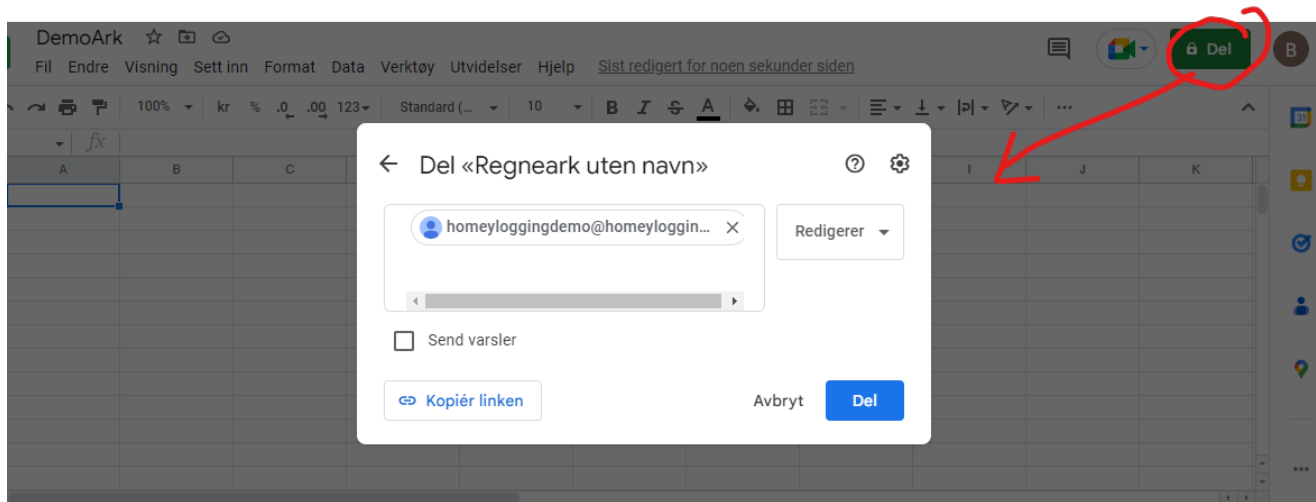 DemoArk
Del
B
Fil Endre Visning Sett inn Format Data Verktøy Utvidelser Hjelp Sist redigert for noen sekunder siden
100% kr % .0 .00 123 Standard (... 10 B I S A ...
fx
A B C I J K
31
Del «Regneark uten navn»
homeyloggingdemo@homeyloggin...
Redigerer
Send varsler
Kopiér linken
Avbryt
Del